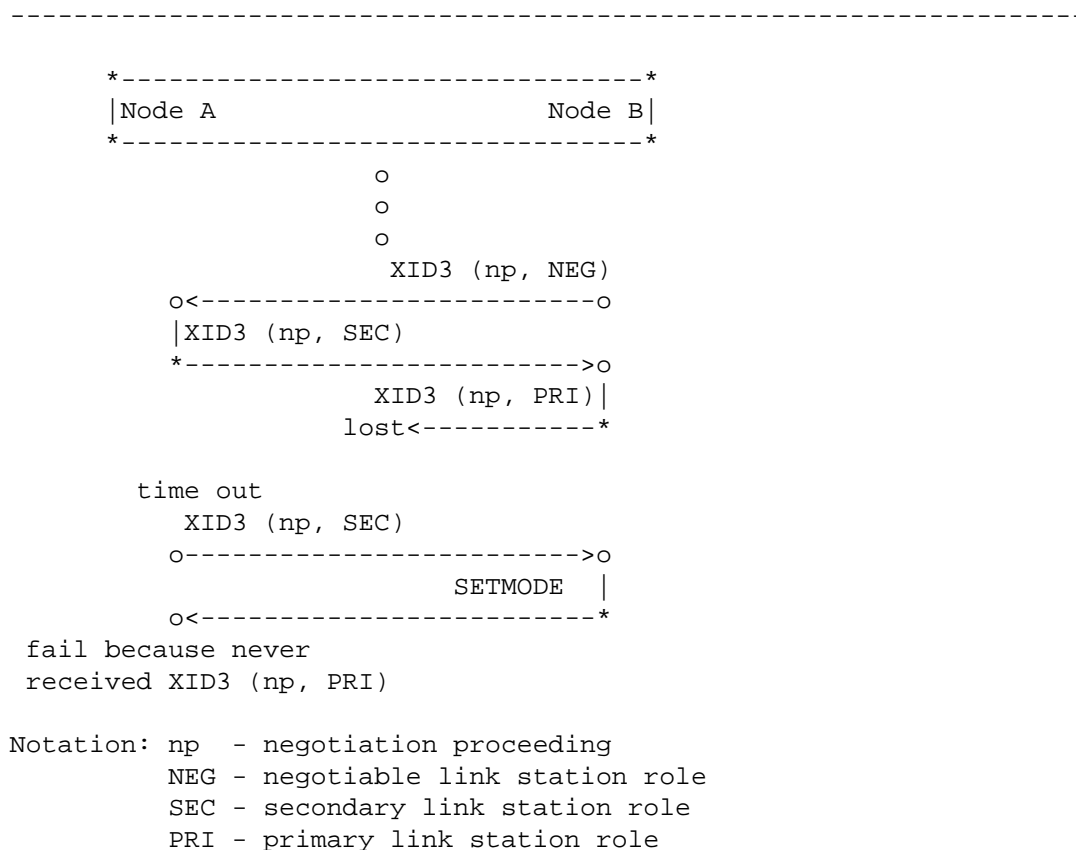 ---------------------------------------------------------------------
*---------------------------------*
|Node A                     Node B|
*---------------------------------*
o
o
o
XID3 (np, NEG)
o<-------------------------o
|XID3 (np, SEC)
*------------------------->o
XID3 (np, PRI)|
lost<-----------*
time out
XID3 (np, SEC)
o------------------------->o
SETMODE  |
o<-------------------------*
fail because never
received XID3 (np, PRI)
Notation: np  - negotiation proceeding
NEG - negotiable link station role
SEC - secondary link station role
PRI - primary link station role